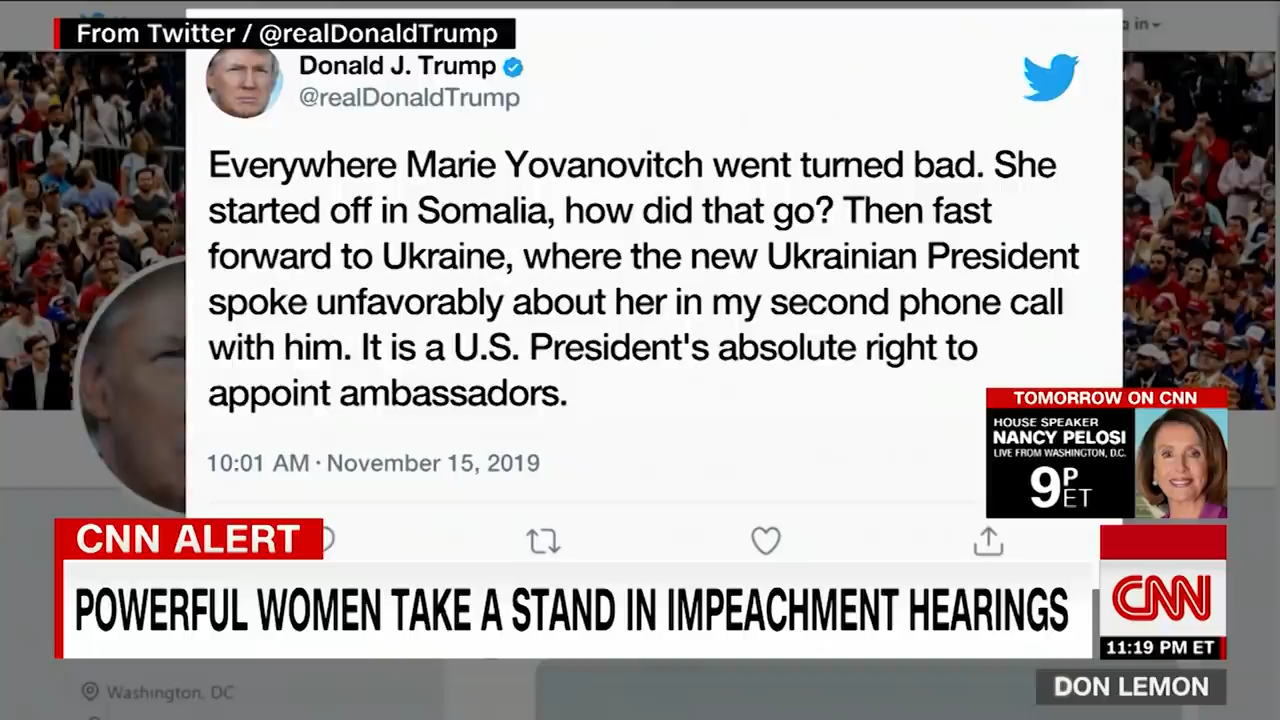 From Twitter / @realDonaldTrump
Donald J. Trump
@realDonaldTrump
Everywhere Marie Yovanovitch went turned bad. She
started off in Somalia, how did that go? Then fast
forward to Ukraine, where the new Ukrainian President
spoke unfavorably about her in my second phone call
with him. It is a U.S. President's absolute right to
appoint ambassadors.
10:01 AM · November 15, 2019
TOMORROW ON CNN
HOUSE SPEAKER
NANCY PELOSI
LIVE FROM WASHINGTON, D.C.
9P ET
CNN ALERT
POWERFUL WOMEN TAKE A STAND IN IMPEACHMENT HEARINGS
CNN
11:19 PM ET
DON LEMON
Washington, DC